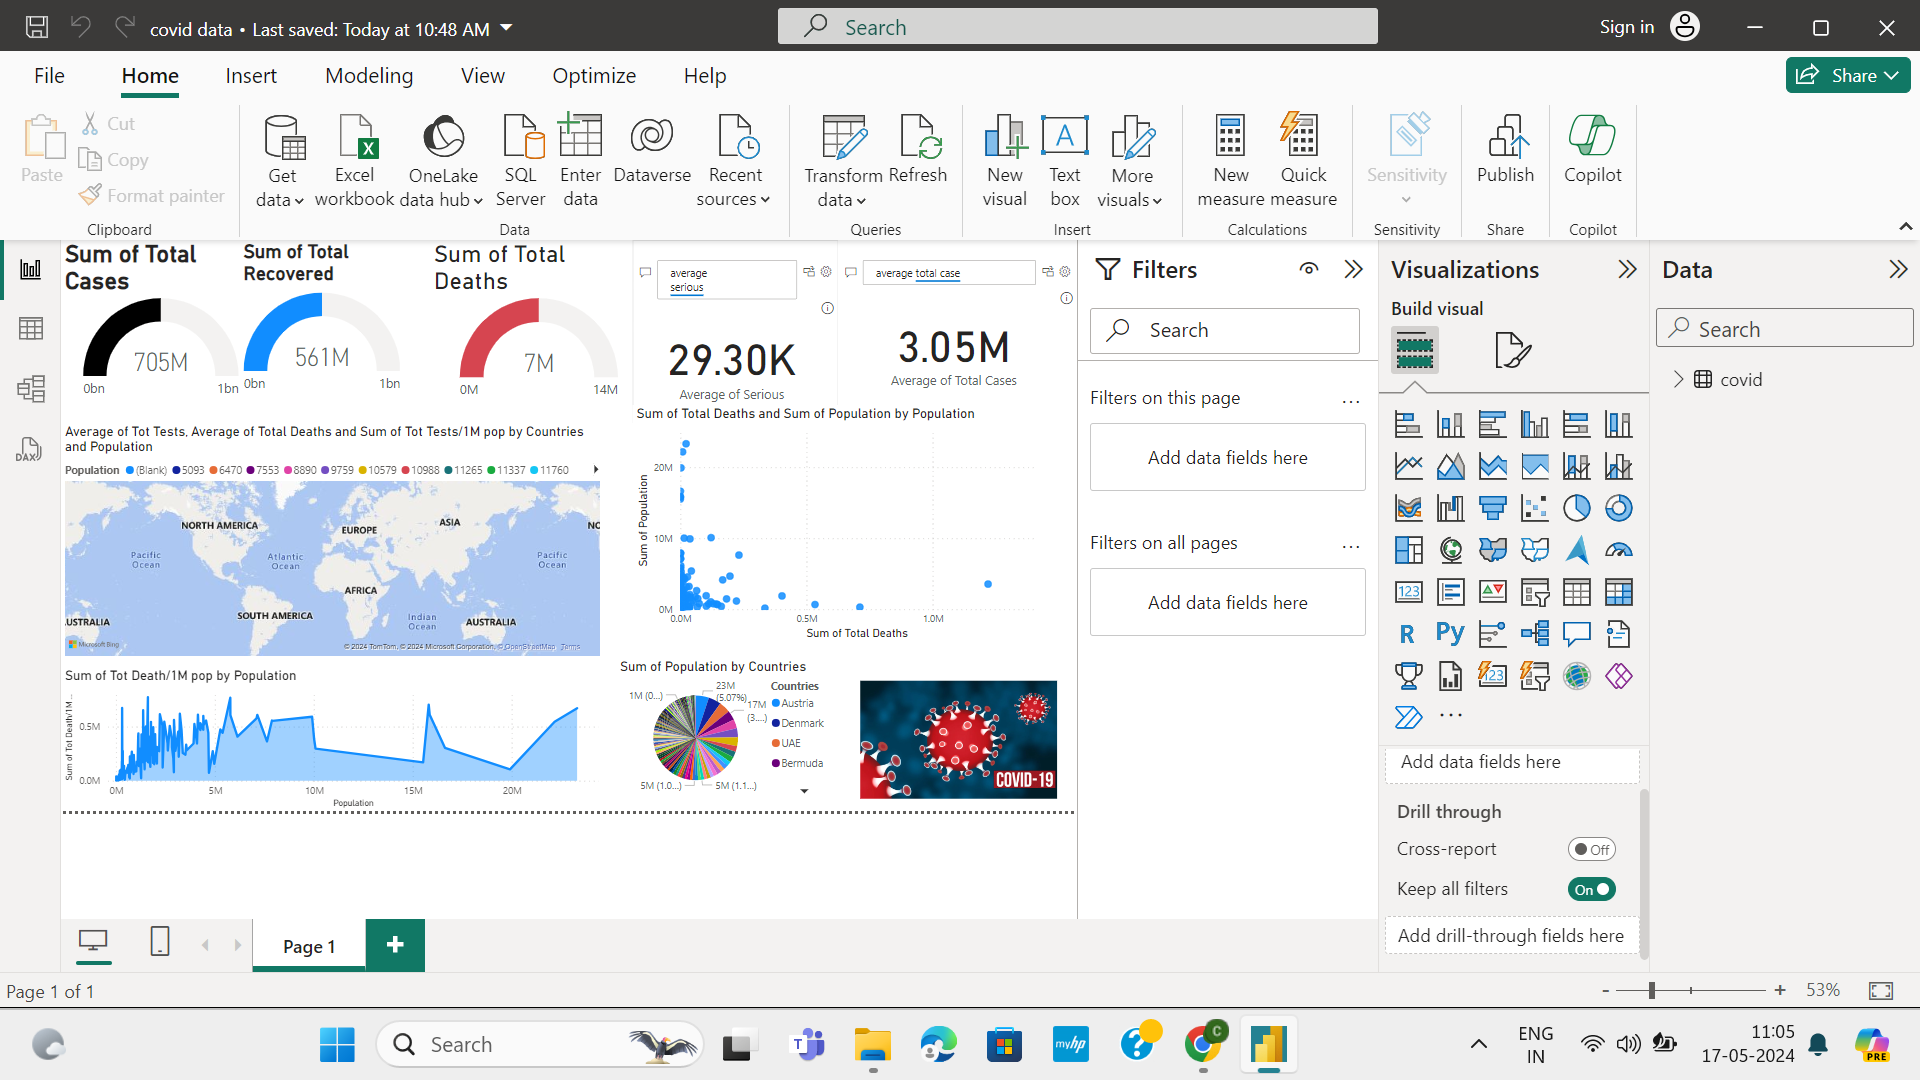 covid data • Last saved: Today at 10:48 AM
Search
Sign in
File
Home
Insert
Modeling
View
Optimize
Help
Share
Paste
Cut
Copy
Format painter
Clipboard
Get data
Excel workbook
OneLake data hub
SQL Server
Enter data
Dataverse
Recent sources
Data
Transform data
Refresh
Queries
New visual
Text box
More visuals
Insert
New measure
Quick measure
Calculations
Sensitivity
Sensitivity
Publish
Share
Copilot
Copilot
Sum of Total
Cases
705M
0bn
1bn
Sum of Total
Recovered
561M
0bn
1bn
Sum of Total
Deaths
7M
0M
14M
average
serious
29.30K
Average of Serious
average total case
3.05M
Average of Total Cases
Average of Tot Tests, Average of Total Deaths and Sum of Tot Tests/1M pop by Countries
and Population
Population (Blank) 5093 6470 7553 8890 9759 10579 10988 11265 11337 11760
NORTH AMERICA
EUROPE
ASIA
NO
Pacific
Ocean
Atlantic
Ocean
Pacific
Ocean
AFRICA
SOUTH AMERICA
Indian
Ocean
USTRALIA
AUSTRALIA
Microsoft Bing
© 2024 TomTom, © 2024 Microsoft Corporation, © OpenStreetMap Terms
Sum of Total Deaths and Sum of Population by Population
Sum of Population
20M
10M
0M
0.0M
0.5M
1.0M
Sum of Total Deaths
Sum of Tot Death/1M pop by Population
Sum of Tot Death/1M...
0.5M
0.0M
0M
5M
10M
15M
20M
Population
Sum of Population by Countries
1M (0...)
23M
(5.07%)
17M
(3....)
5M (1.0...)
5M (1.1...)
Countries
Austria
Denmark
UAE
Bermuda
COVID-19
Filters
Search
Filters on this page
...
Add data fields here
Filters on all pages
...
Add data fields here
Visualizations
Build visual
123
R
Py
123
...
Add data fields here
Drill through
Cross-report
Off
Keep all filters
On
Add drill-through fields here
Data
Search
covid
DAX
Page 1
+
Page 1 of 1
- + 53%
Search
T
myhp
?
C
ENG
IN
11:05
17-05-2024
PRE